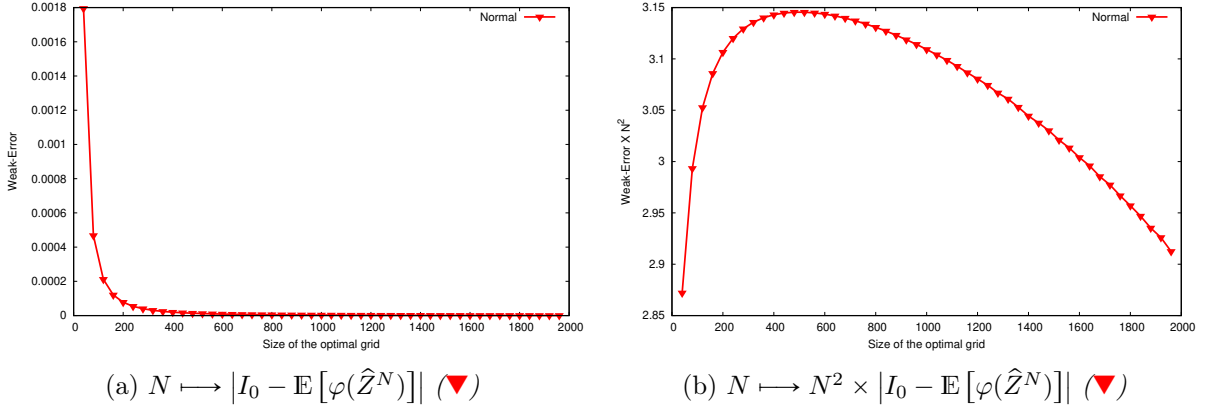 0.0018
0.0016
0.0014
0.0012
0.001
0.0008
0.0006
0.0004
0.0002
0
0 200 400 600 800 1000 1200 1400 1600 1800 2000
Weak-Error
Size of the optimal grid
Normal
3.15
3.1
3.05
3
2.95
2.9
2.85
0 200 400 600 800 1000 1200 1400 1600 1800 2000
Weak-Error X N²
Size of the optimal grid
Normal
(a) N ⟼ |I₀ − 𝔼[φ(Ẑᴺ)]| (▼)
(b) N ⟼ N² × |I₀ − 𝔼[φ(Ẑᴺ)]| (▼)